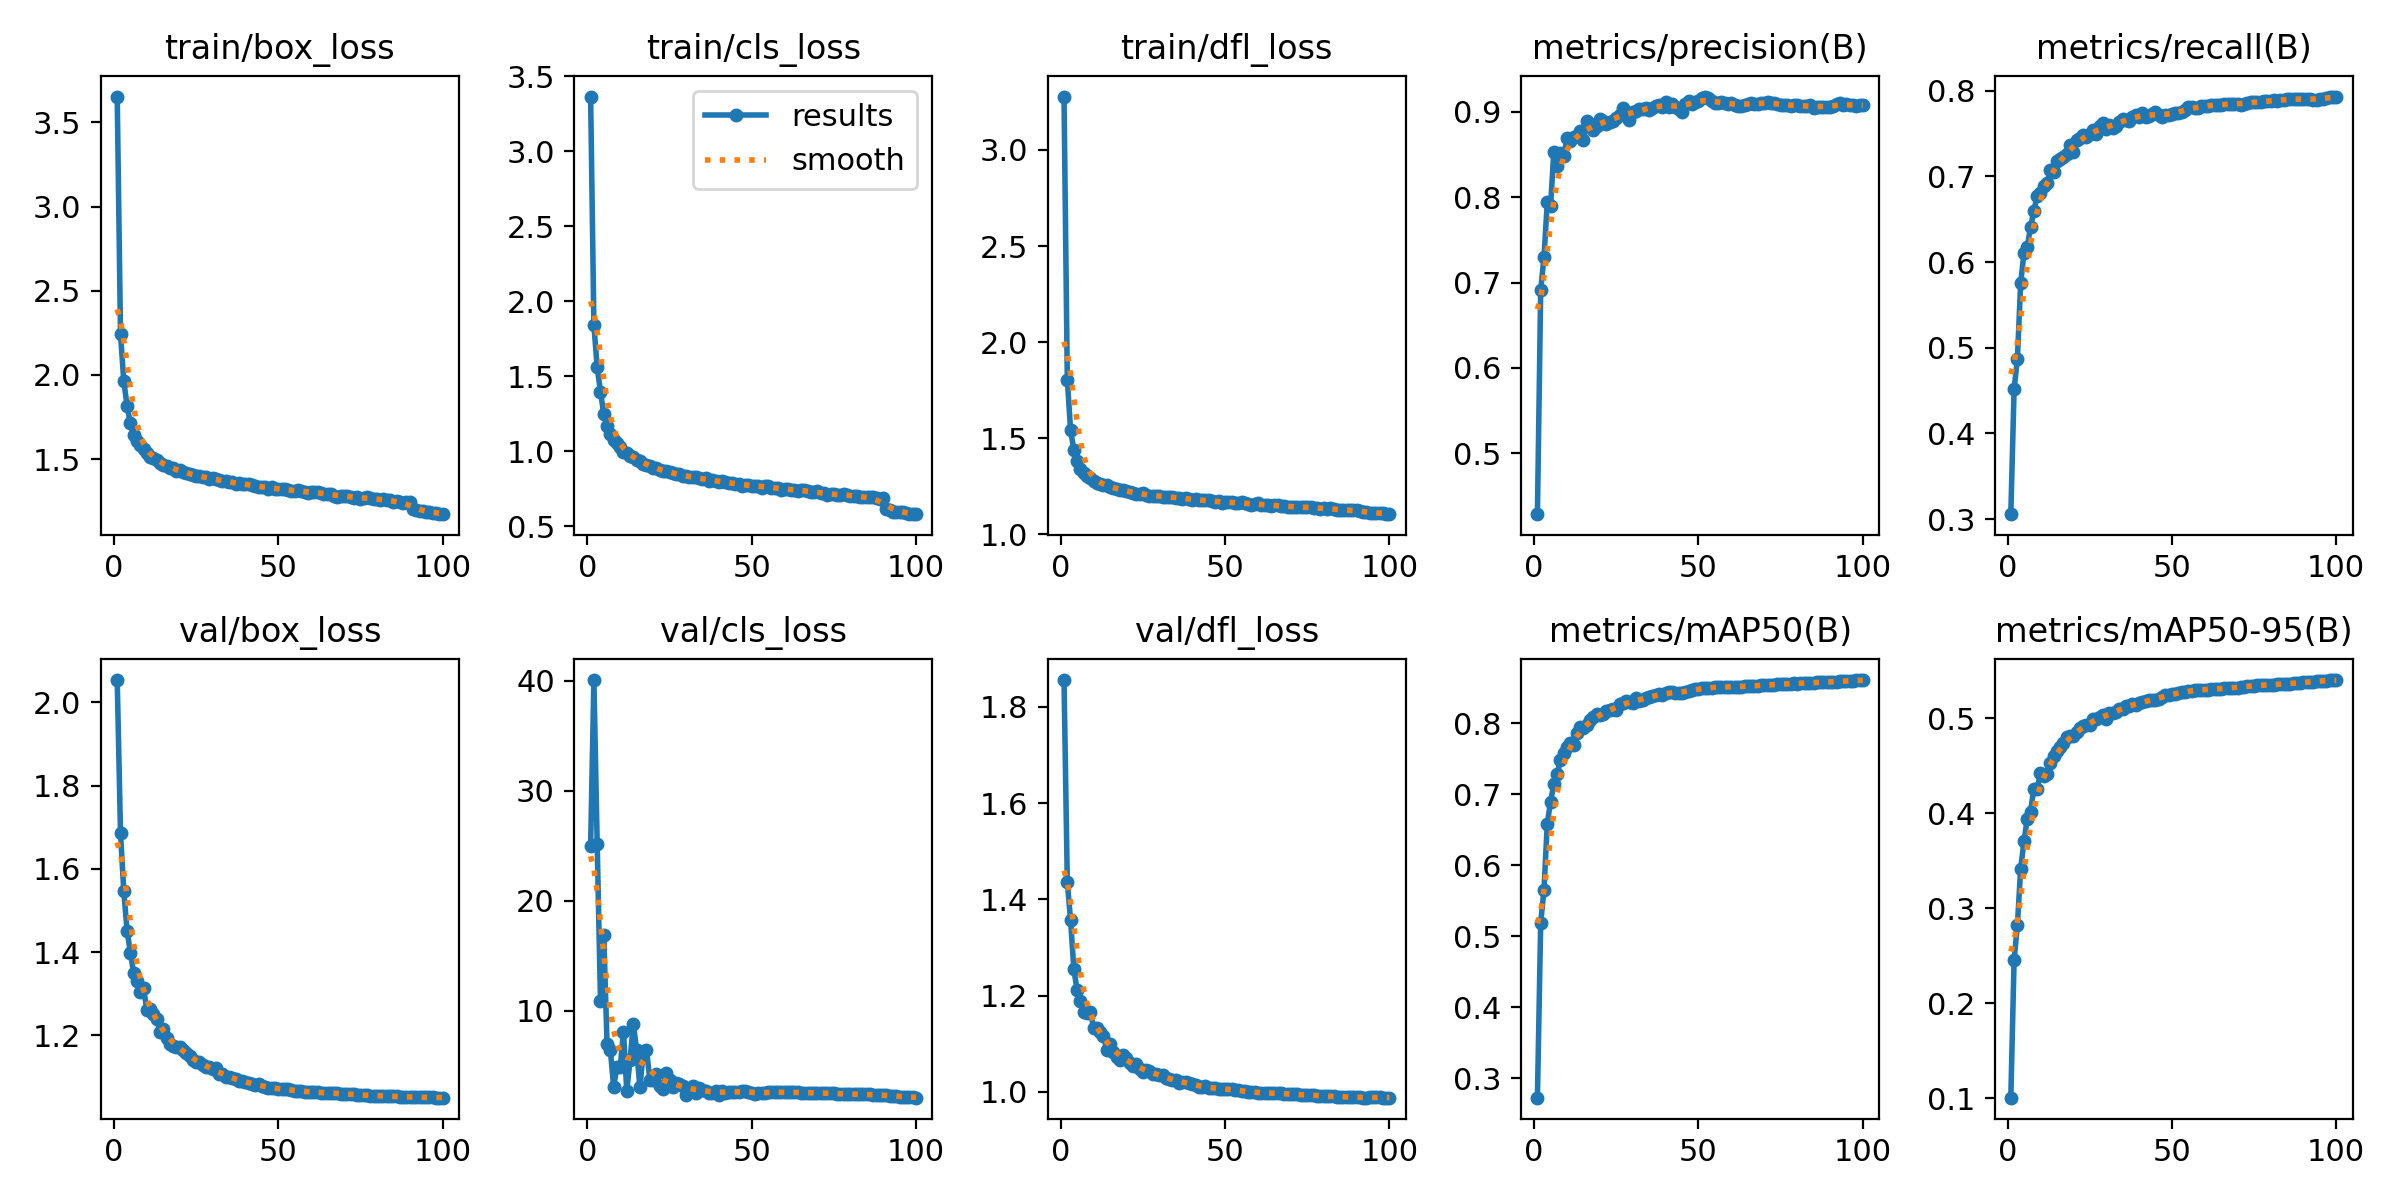 train/box_loss
3.5
3.0
2.5
2.0
1.5
0 50 100
train/cls_loss
results
smooth
3.5
3.0
2.5
2.0
1.5
1.0
0.5
0 50 100
train/dfl_loss
3.0
2.5
2.0
1.5
1.0
0 50 100
metrics/precision(B)
0.9
0.8
0.7
0.6
0.5
0 50 100
metrics/recall(B)
0.8
0.7
0.6
0.5
0.4
0.3
0 50 100
val/box_loss
2.0
1.8
1.6
1.4
1.2
0 50 100
val/cls_loss
40
30
20
10
0 50 100
val/dfl_loss
1.8
1.6
1.4
1.2
1.0
0 50 100
metrics/mAP50(B)
0.8
0.7
0.6
0.5
0.4
0.3
0 50 100
metrics/mAP50-95(B)
0.5
0.4
0.3
0.2
0.1
0 50 100